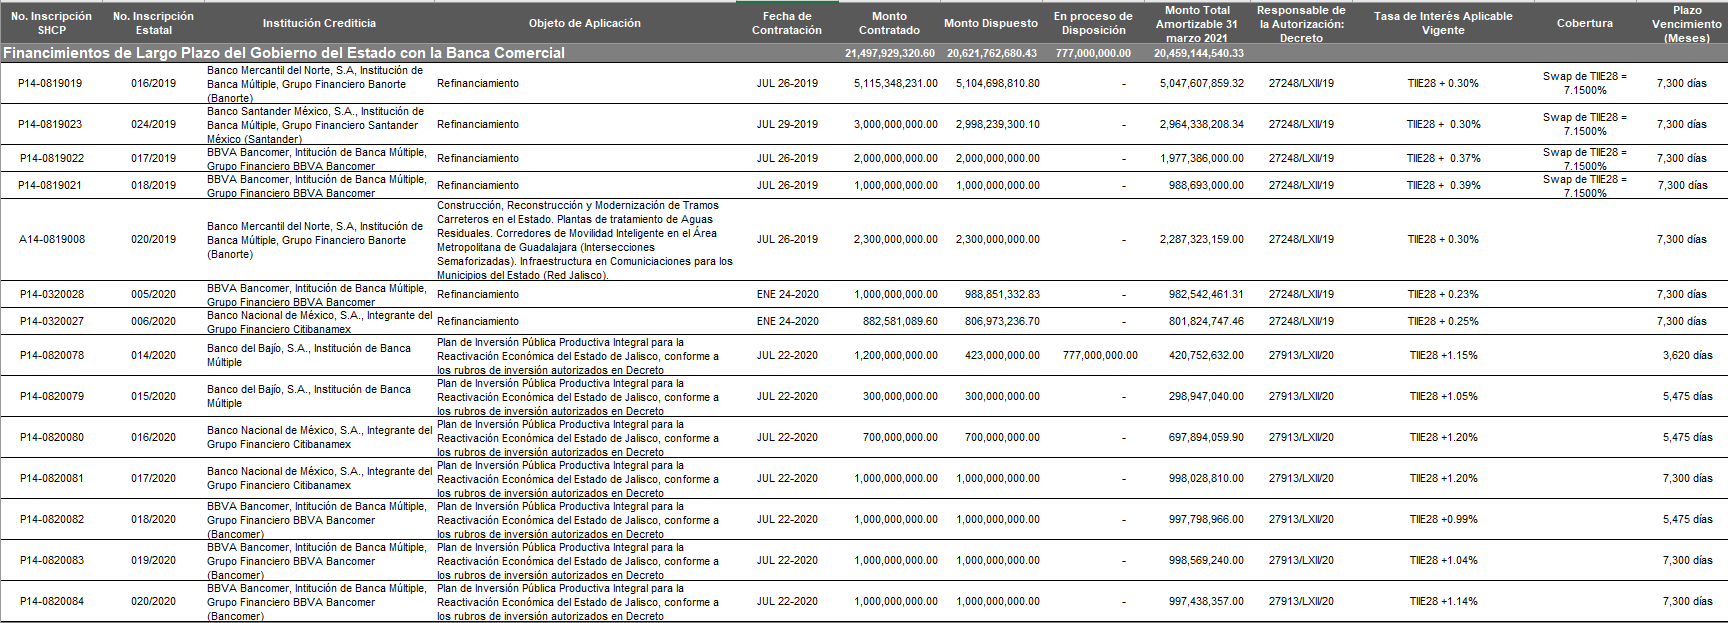 No. Inscripción SHCP
No. Inscripción Estatal
Institución Crediticia
Objeto de Aplicación
Fecha de Contratación
Monto Contratado
Monto Dispuesto
En proceso de Disposición
Monto Total Amortizable 31 marzo 2021
Responsable de la Autorización: Decreto
Tasa de Interés Aplicable Vigente
Cobertura
Plazo Vencimiento (Meses)
Financimientos de Largo Plazo del Gobierno del Estado con la Banca Comercial 21,497,929,320.60 20,621,762,680.43 777,000,000.00 20,459,144,540.33
P14-0819019 016/2019 Banco Mercantil del Norte, S.A, Institución de Banca Múltiple, Grupo Financiero Banorte (Banorte) Refinanciamiento JUL 26-2019 5,115,348,231.00 5,104,698,810.80 - 5,047,607,859.32 27248/LXII/19 TIIE28 + 0.30% Swap de TIIE28 = 7.1500% 7,300 días
P14-0819023 024/2019 Banco Santander México, S.A., Institución de Banca Múltiple, Grupo Financiero Santander México (Santander) Refinanciamiento JUL 29-2019 3,000,000,000.00 2,998,239,300.10 - 2,964,338,208.34 27248/LXII/19 TIIE28 + 0.30% Swap de TIIE28 = 7.1500% 7,300 días
P14-0819022 017/2019 BBVA Bancomer, Intitución de Banca Múltiple, Grupo Financiero BBVA Bancomer Refinanciamiento JUL 26-2019 2,000,000,000.00 2,000,000,000.00 - 1,977,386,000.00 27248/LXII/19 TIIE28 + 0.37% Swap de TIIE28 = 7.1500% 7,300 días
P14-0819021 018/2019 BBVA Bancomer, Intitución de Banca Múltiple, Grupo Financiero BBVA Bancomer Refinanciamiento JUL 26-2019 1,000,000,000.00 1,000,000,000.00 - 988,693,000.00 27248/LXII/19 TIIE28 + 0.39% Swap de TIIE28 = 7.1500% 7,300 días
A14-0819008 020/2019 Banco Mercantil del Norte, S.A, Institución de Banca Múltiple, Grupo Financiero Banorte (Banorte) Construcción, Reconstrucción y Modernización de Tramos Carreteros en el Estado. Plantas de tratamiento de Aguas Residuales. Corredores de Movilidad Inteligente en el Área Metropolitana de Guadalajara (Intersecciones Semaforizadas). Infraestructura en Comuniciaciones para los Municipios del Estado (Red Jalisco). JUL 26-2019 2,300,000,000.00 2,300,000,000.00 - 2,287,323,159.00 27248/LXII/19 TIIE28 + 0.30% 7,300 días
P14-0320028 005/2020 BBVA Bancomer, Intitución de Banca Múltiple, Grupo Financiero BBVA Bancomer Refinanciamiento ENE 24-2020 1,000,000,000.00 988,851,332.83 - 982,542,461.31 27248/LXII/19 TIIE28 + 0.23% 7,300 días
P14-0320027 006/2020 Banco Nacional de México, S.A., Integrante del Grupo Financiero Citibanamex Refinanciamiento ENE 24-2020 882,581,089.60 806,973,236.70 - 801,824,747.46 27248/LXII/19 TIIE28 + 0.25% 7,300 días
P14-0820078 014/2020 Banco del Bajío, S.A., Institución de Banca Múltiple Plan de Inversión Pública Productiva Integral para la Reactivación Económica del Estado de Jalisco, conforme a los rubros de inversión autorizados en Decreto JUL 22-2020 1,200,000,000.00 423,000,000.00 777,000,000.00 420,752,632.00 27913/LXII/20 TIIE28 +1.15% 3,620 días
P14-0820079 015/2020 Banco del Bajío, S.A., Institución de Banca Múltiple Plan de Inversión Pública Productiva Integral para la Reactivación Económica del Estado de Jalisco, conforme a los rubros de inversión autorizados en Decreto JUL 22-2020 300,000,000.00 300,000,000.00 - 298,947,040.00 27913/LXII/20 TIIE28 +1.05% 5,475 días
P14-0820080 016/2020 Banco Nacional de México, S.A., Integrante del Grupo Financiero Citibanamex Plan de Inversión Pública Productiva Integral para la Reactivación Económica del Estado de Jalisco, conforme a los rubros de inversión autorizados en Decreto JUL 22-2020 700,000,000.00 700,000,000.00 - 697,894,059.90 27913/LXII/20 TIIE28 +1.20% 5,475 días
P14-0820081 017/2020 Banco Nacional de México, S.A., Integrante del Grupo Financiero Citibanamex Plan de Inversión Pública Productiva Integral para la Reactivación Económica del Estado de Jalisco, conforme a los rubros de inversión autorizados en Decreto JUL 22-2020 1,000,000,000.00 1,000,000,000.00 - 998,028,810.00 27913/LXII/20 TIIE28 +1.20% 7,300 días
P14-0820082 018/2020 BBVA Bancomer, Intitución de Banca Múltiple, Grupo Financiero BBVA Bancomer (Bancomer) Plan de Inversión Pública Productiva Integral para la Reactivación Económica del Estado de Jalisco, conforme a los rubros de inversión autorizados en Decreto JUL 22-2020 1,000,000,000.00 1,000,000,000.00 - 997,798,966.00 27913/LXII/20 TIIE28 +0.99% 5,475 días
P14-0820083 019/2020 BBVA Bancomer, Intitución de Banca Múltiple, Grupo Financiero BBVA Bancomer (Bancomer) Plan de Inversión Pública Productiva Integral para la Reactivación Económica del Estado de Jalisco, conforme a los rubros de inversión autorizados en Decreto JUL 22-2020 1,000,000,000.00 1,000,000,000.00 - 998,569,240.00 27913/LXII/20 TIIE28 +1.04% 7,300 días
P14-0820084 020/2020 BBVA Bancomer, Intitución de Banca Múltiple, Grupo Financiero BBVA Bancomer (Bancomer) Plan de Inversión Pública Productiva Integral para la Reactivación Económica del Estado de Jalisco, conforme a los rubros de inversión autorizados en Decreto JUL 22-2020 1,000,000,000.00 1,000,000,000.00 - 997,438,357.00 27913/LXII/20 TIIE28 +1.14% 7,300 días